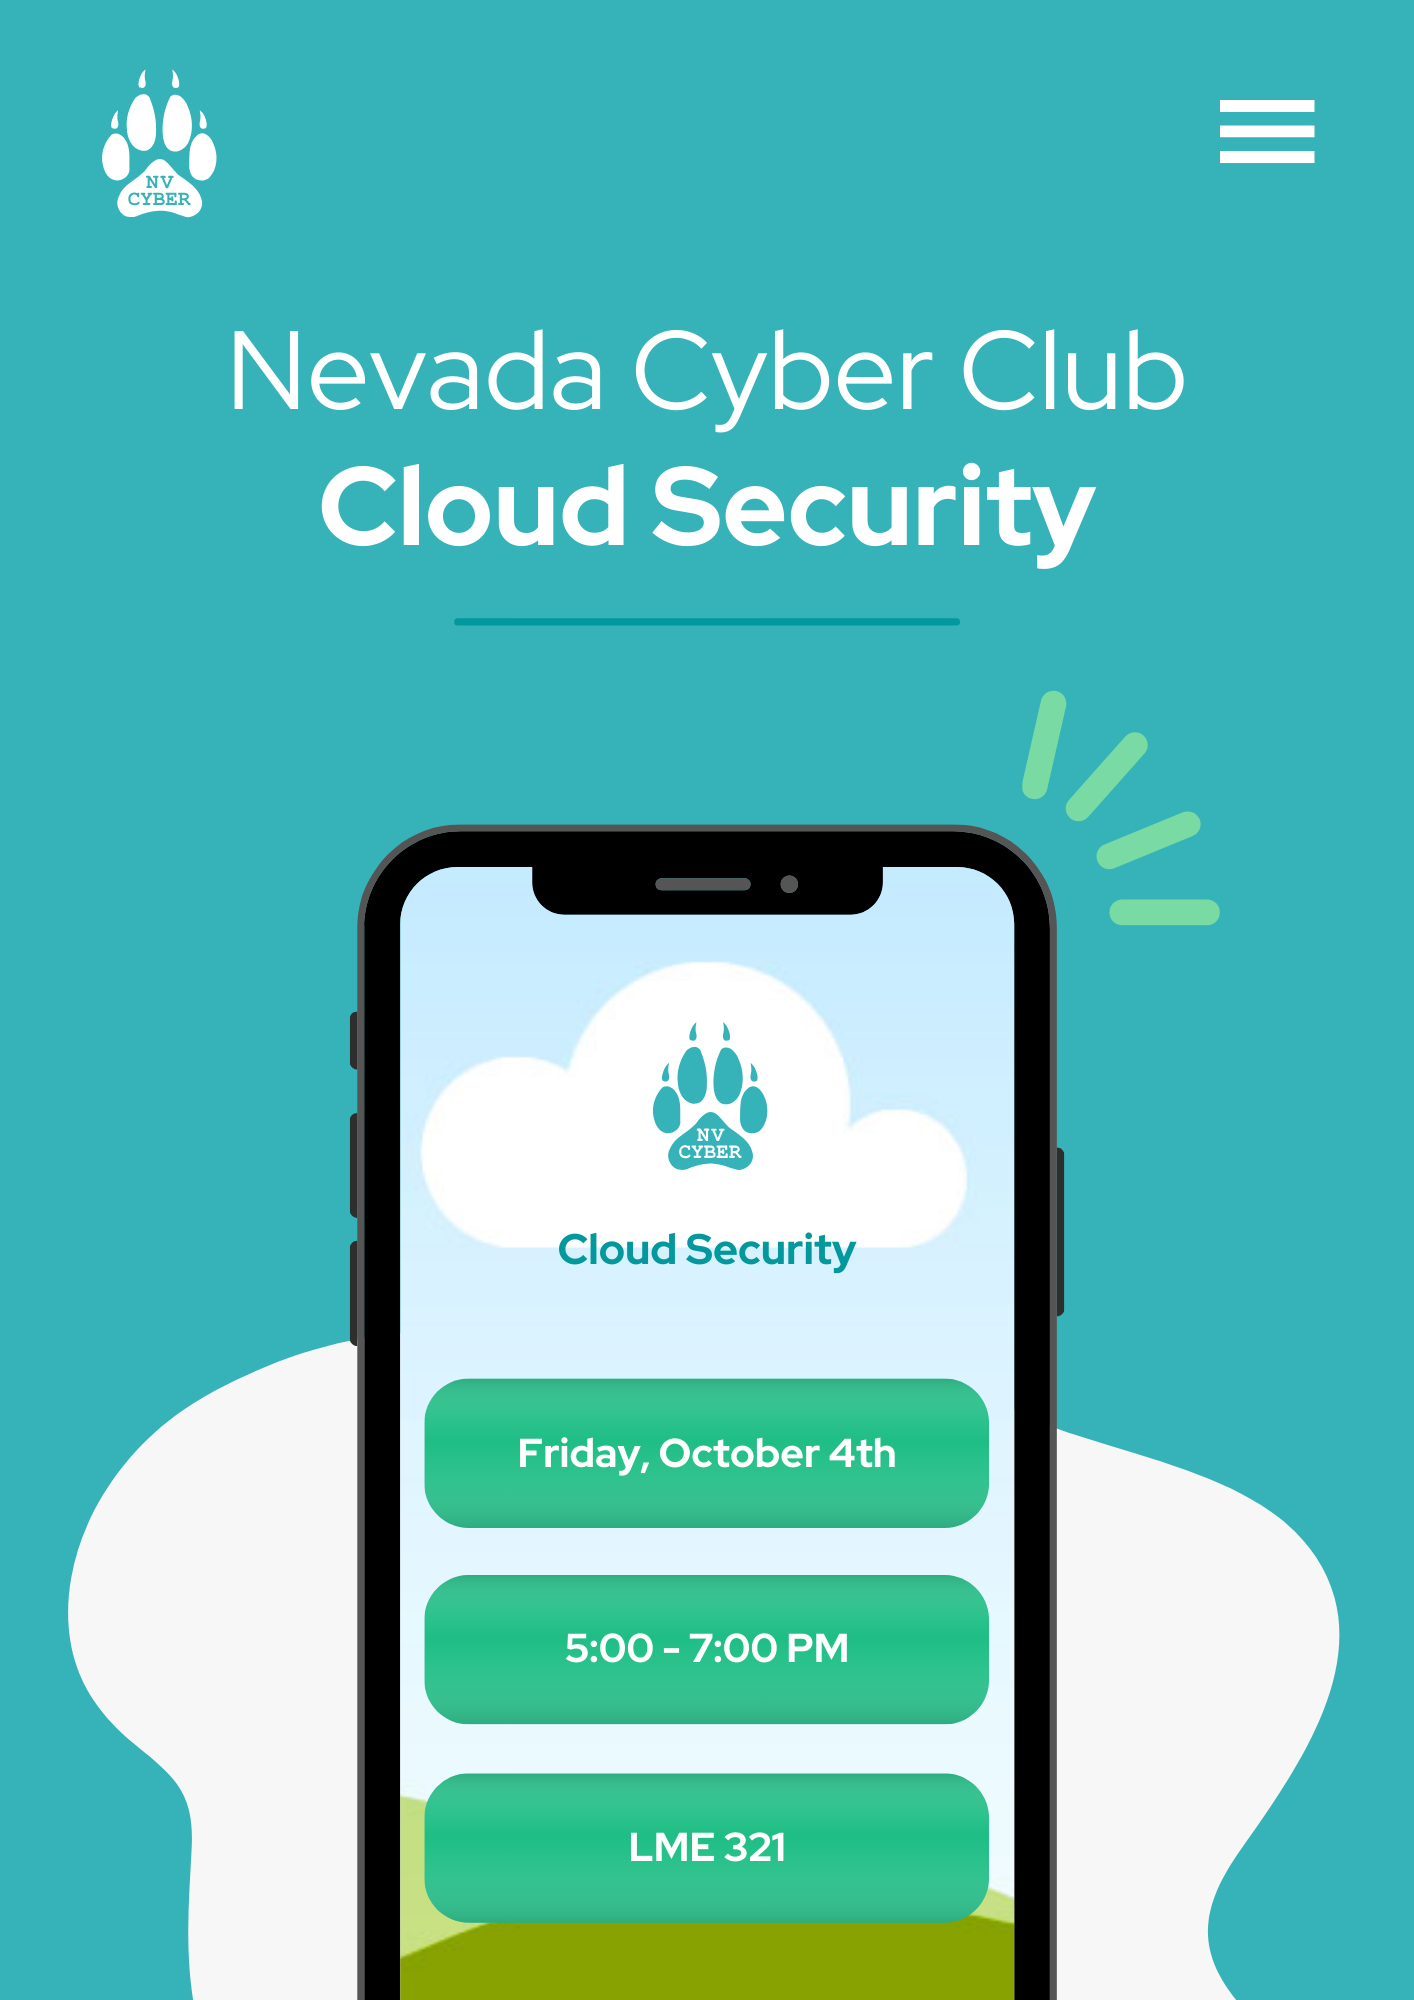 NV
CYBER
Nevada Cyber Club
Cloud Security
NV
CYBER
Cloud Security
Friday, October 4th
5:00 - 7:00 PM
LME 321